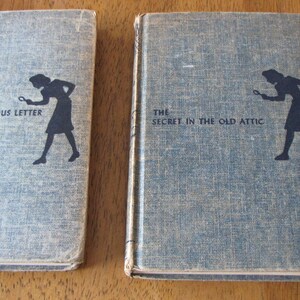 US LETTER
THE
SECRET IN THE OLD ATTIC